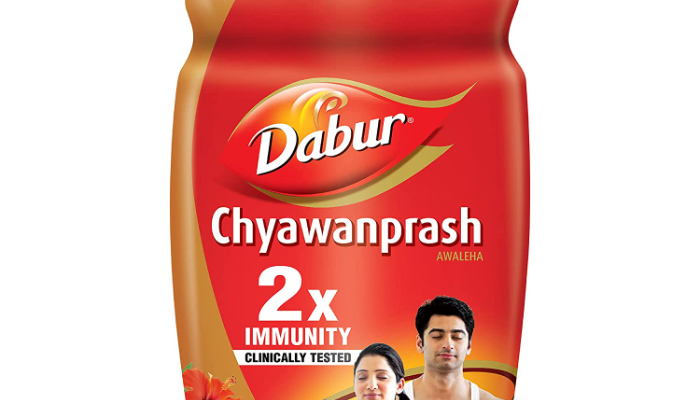 Dabur®
Chyawanprash
AWALEHA
2x
IMMUNITY
CLINICALLY TESTED